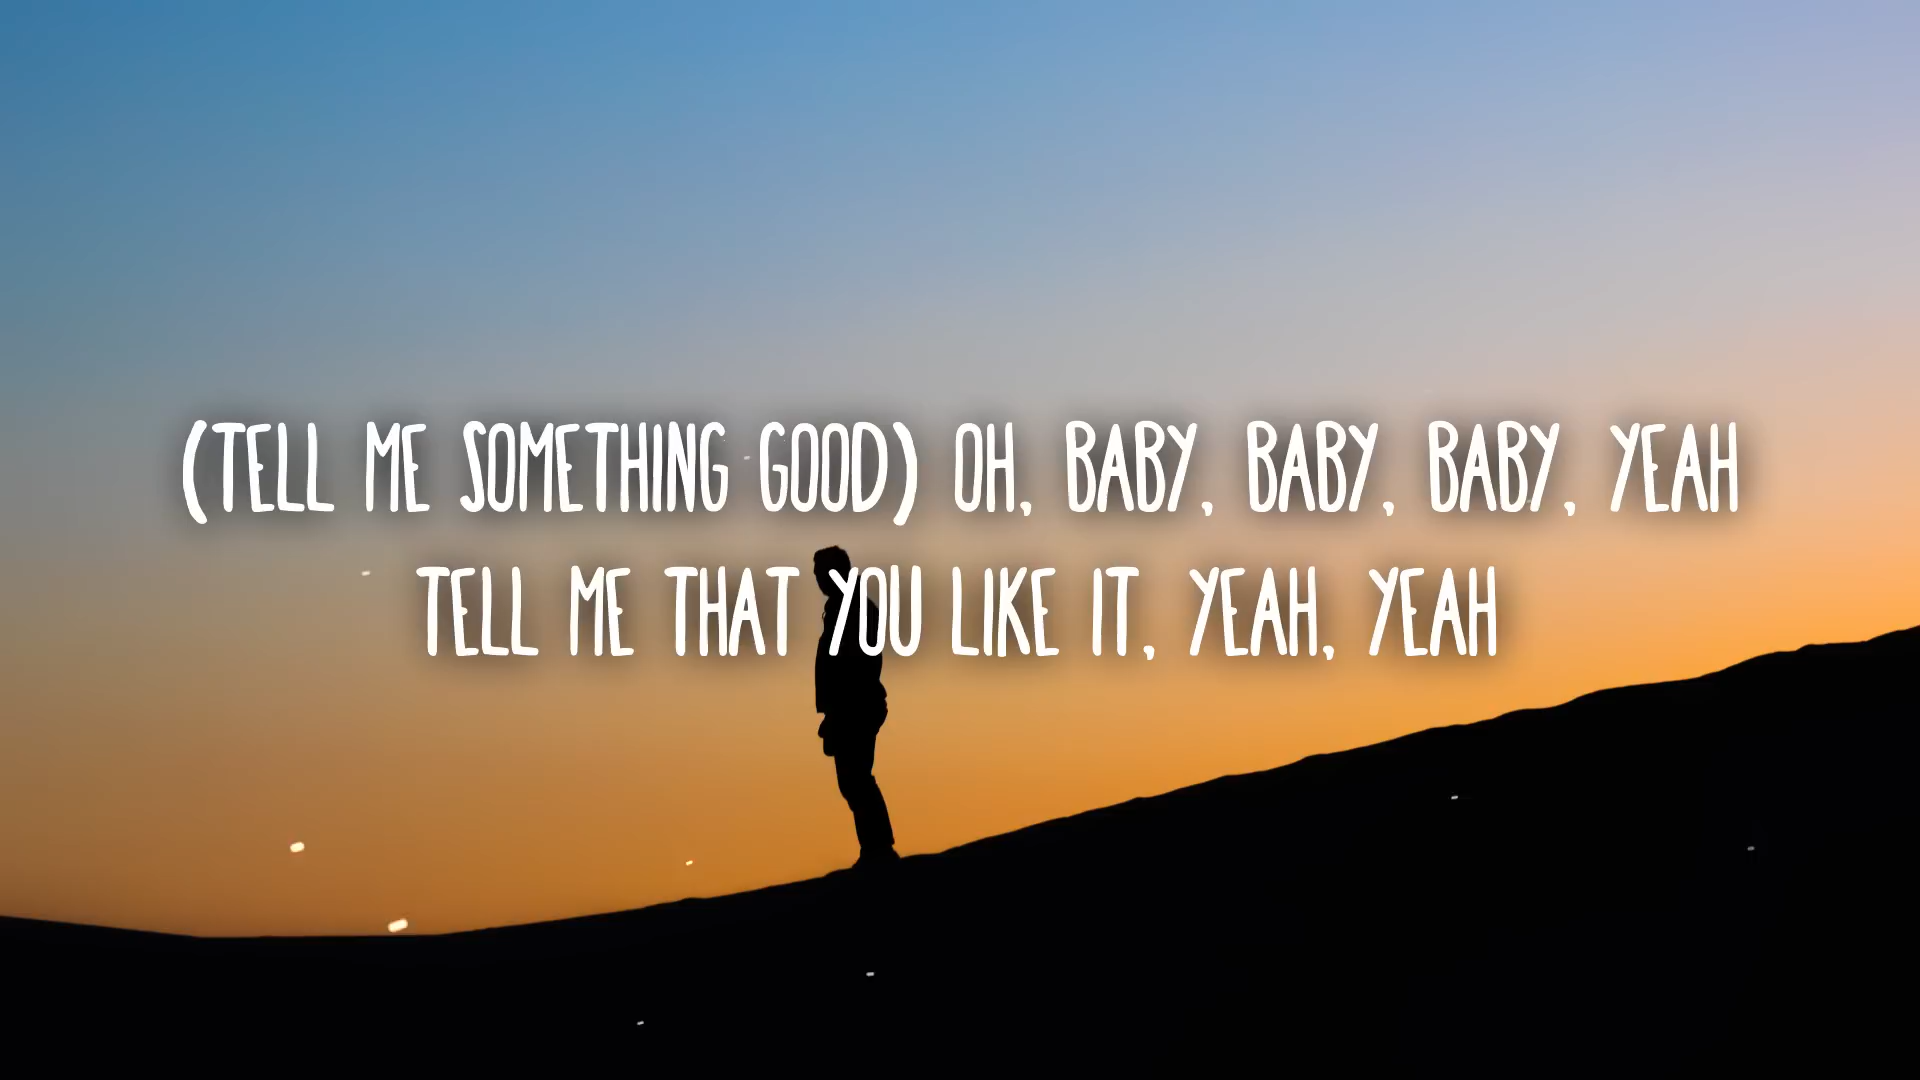 (TELL ME SOMETHING GOOD) OH, BABY, BABY, BABY, YEAH
TELL ME THAT YOU LIKE IT, YEAH, YEAH